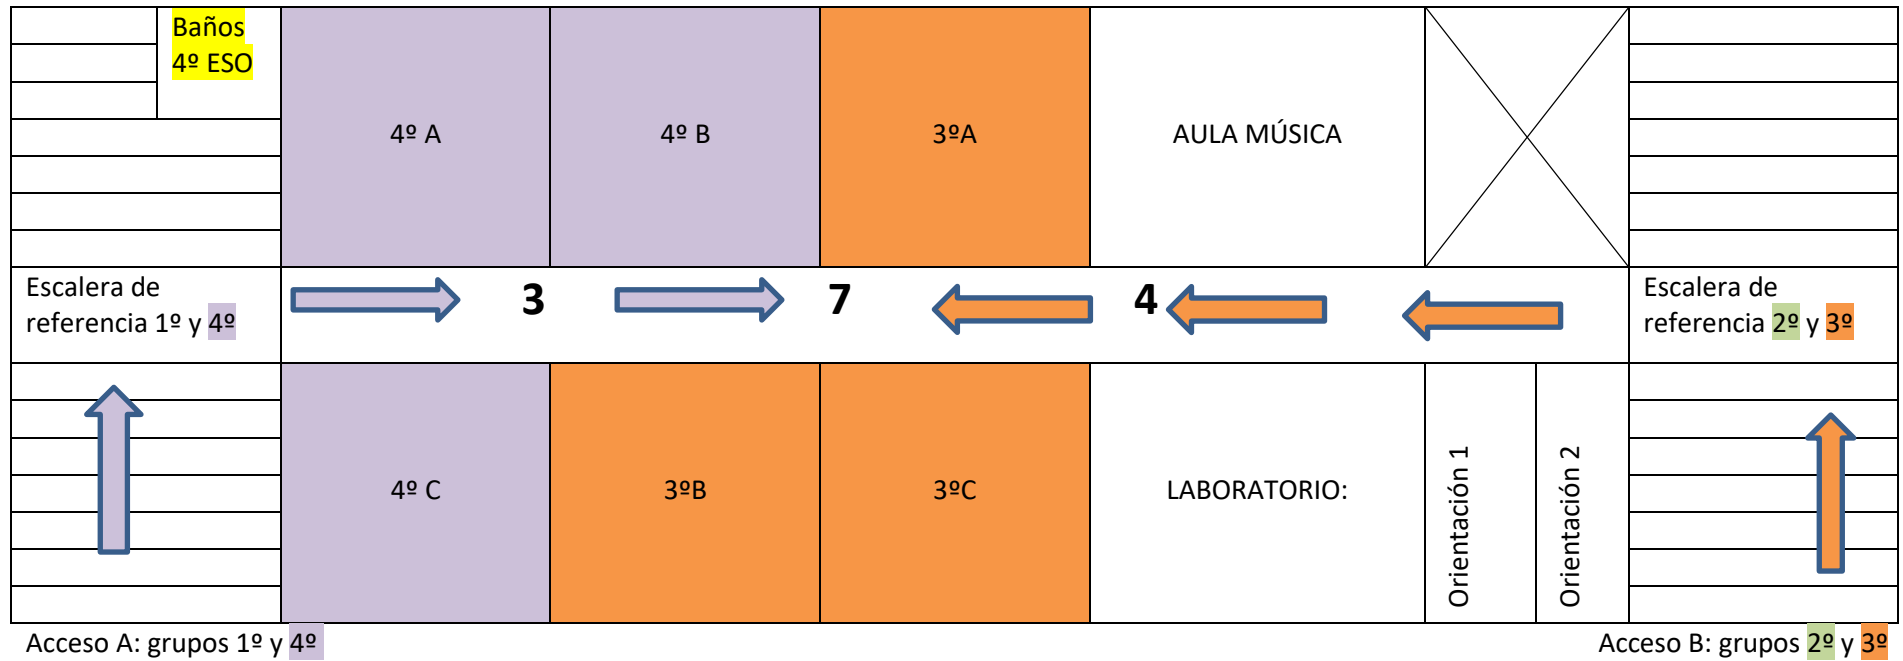 Baños
4º ESO
4º A
4º B
3ºA
AULA MÚSICA
Escalera de
referencia 1º y 4º
3
7
4
Escalera de
referencia 2º y 3º
4º C
3ºB
3ºC
LABORATORIO:
Orientación 1
Orientación 2
Acceso A: grupos 1º y 4º
Acceso B: grupos 2º y 3º